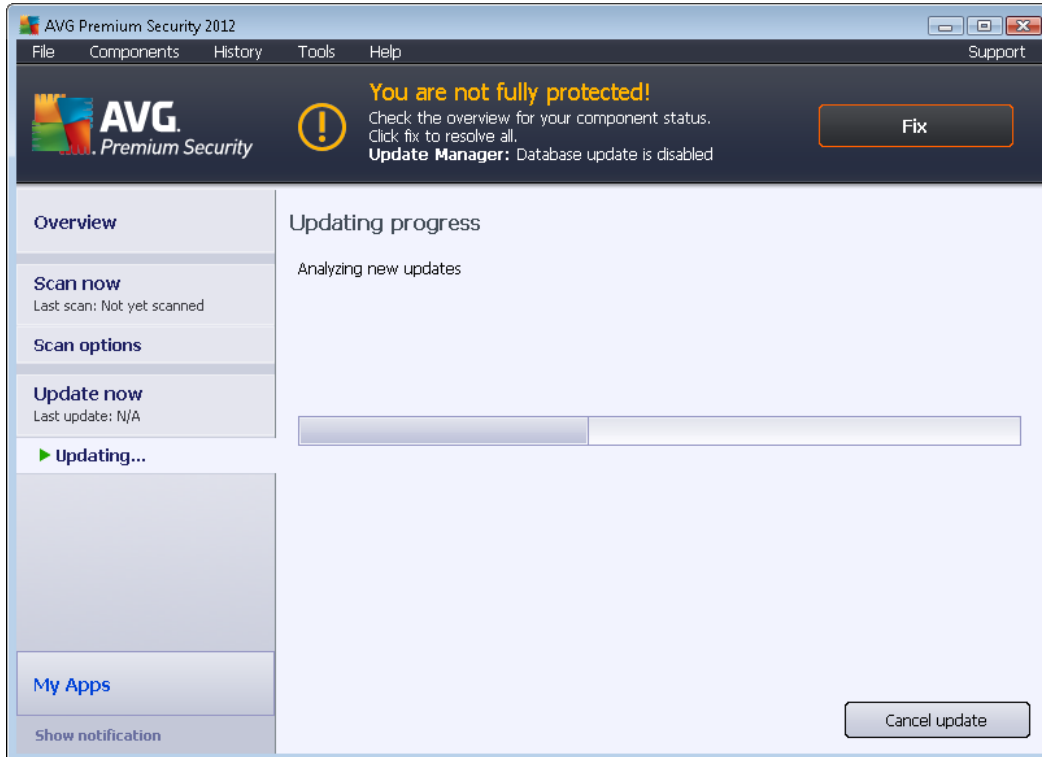 AVG Premium Security 2012
File Components History Tools Help Support
AVG.
Premium Security
You are not fully protected!
Check the overview for your component status.
Click fix to resolve all.
Update Manager: Database update is disabled
Fix
Overview
Scan now
Last scan: Not yet scanned
Scan options
Update now
Last update: N/A
Updating...
My Apps
Show notification
Updating progress
Analyzing new updates
Cancel update